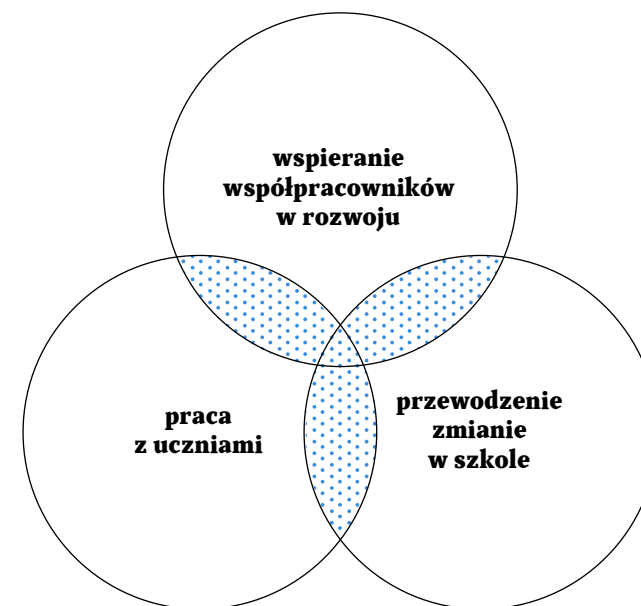 wspieranie
współpracowników
w rozwoju
praca
z uczniami
przewodzenie
zmianie
w szkole